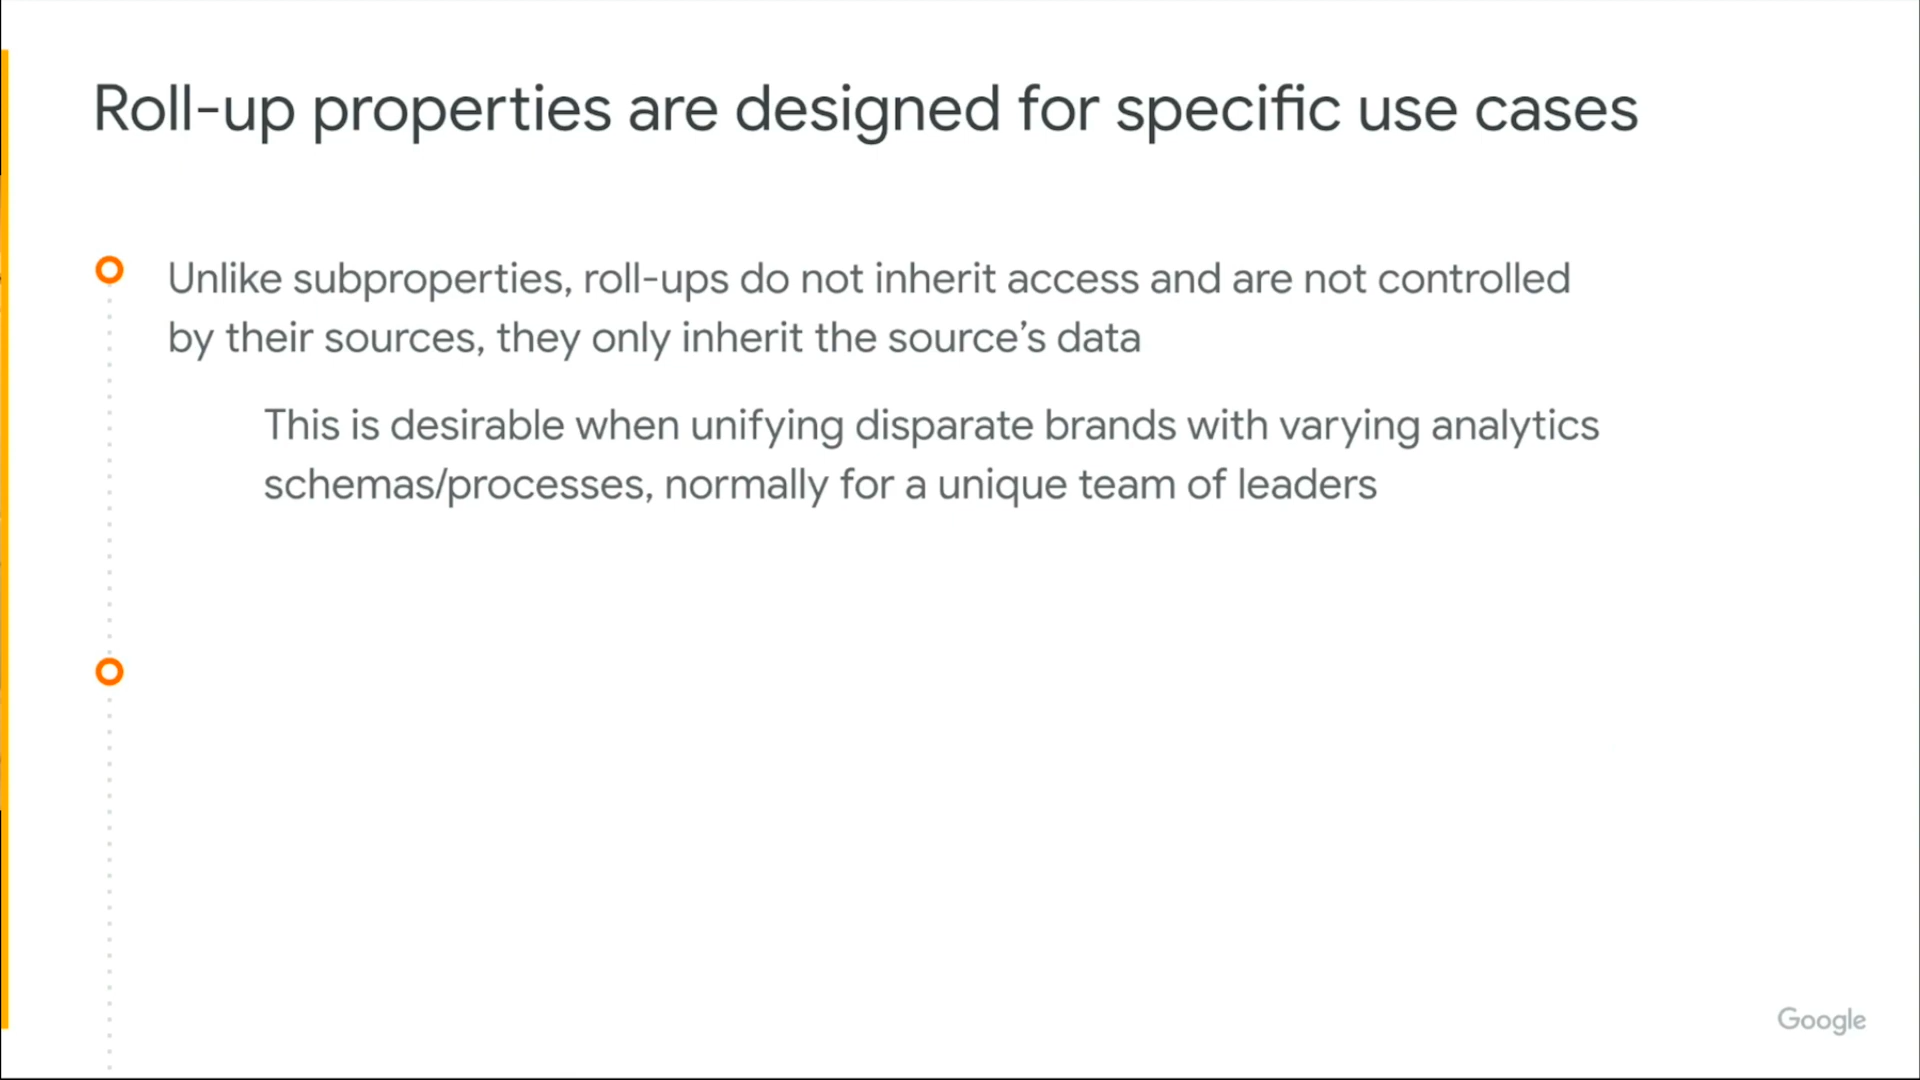 Roll-up properties are designed for specific use cases
Unlike subproperties, roll-ups do not inherit access and are not controlled
by their sources, they only inherit the source’s data
This is desirable when unifying disparate brands with varying analytics
schemas/processes, normally for a unique team of leaders
Google